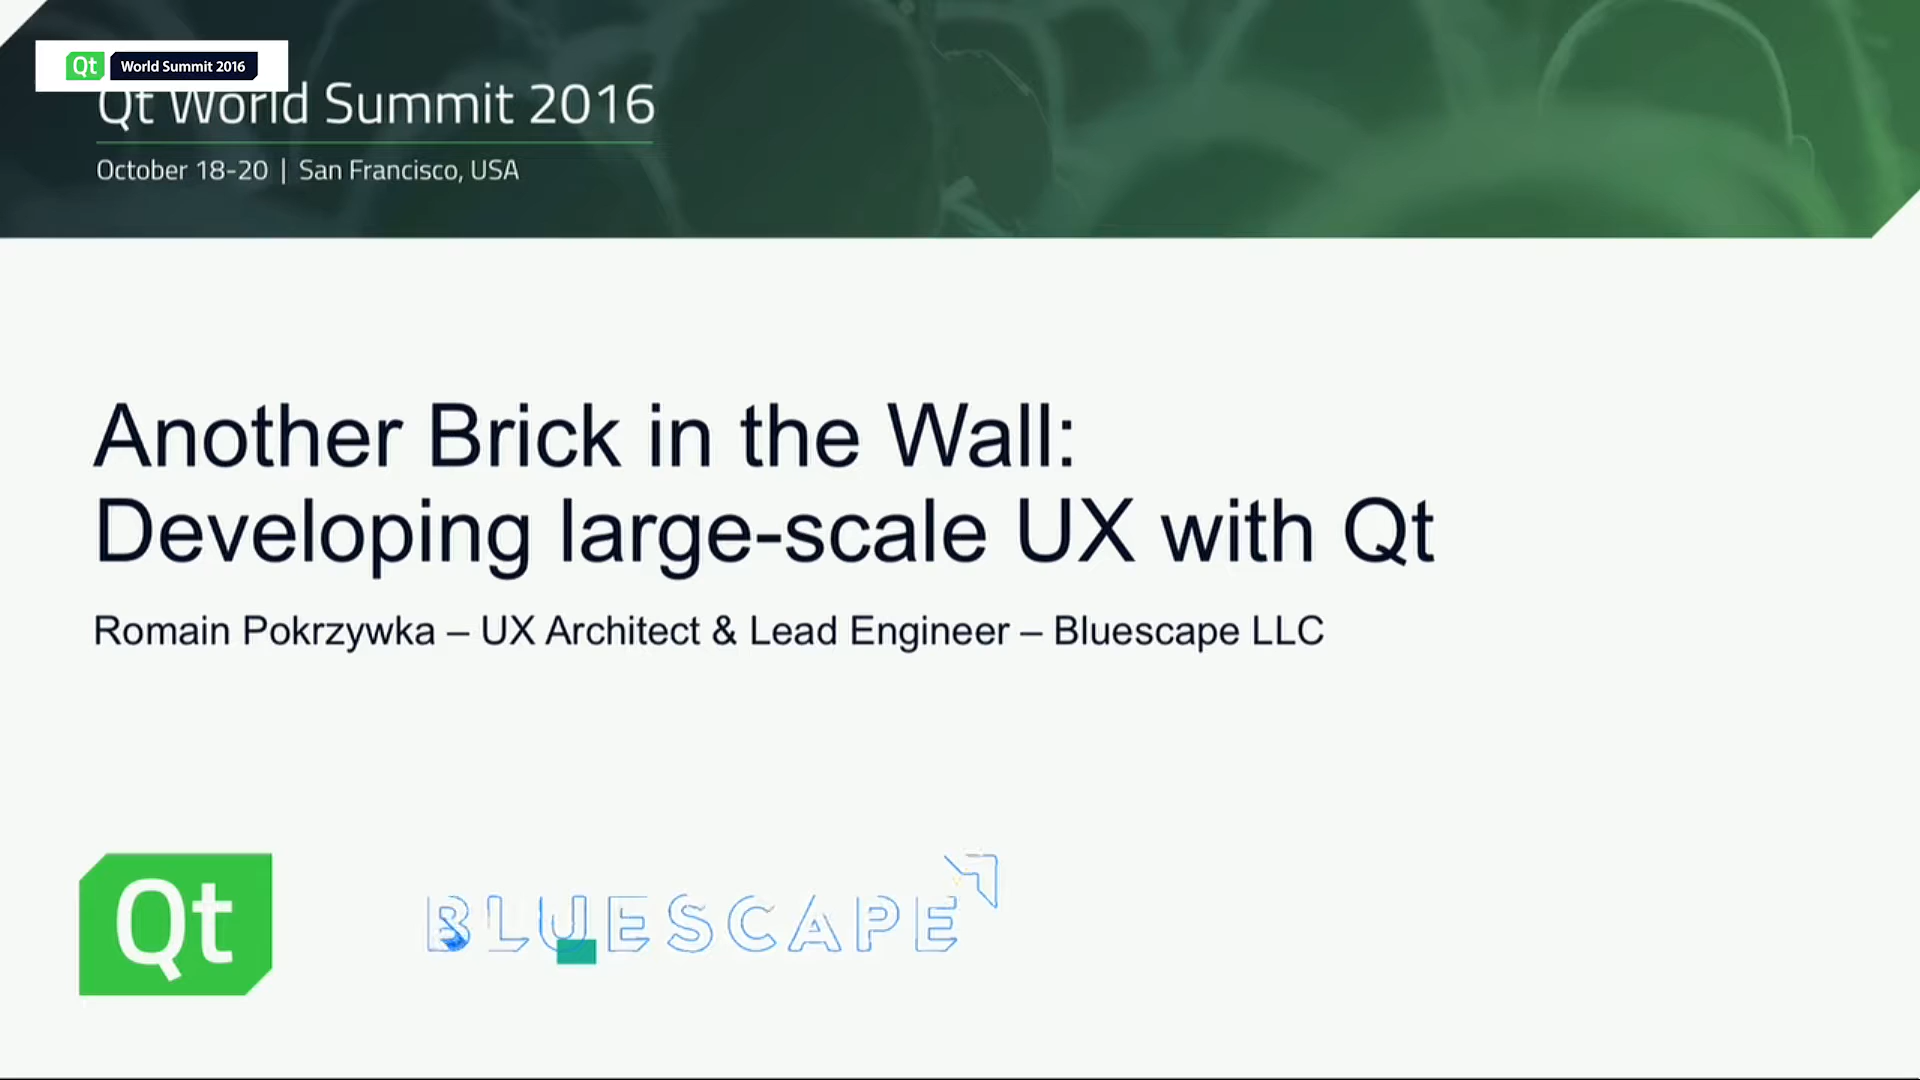 Qt World Summit 2016
Qt World Summit 2016
October 18-20 | San Francisco, USA
Another Brick in the Wall:
Developing large-scale UX with Qt
Romain Pokrzywka – UX Architect & Lead Engineer – Bluescape LLC
Qt
BLUESCAPE